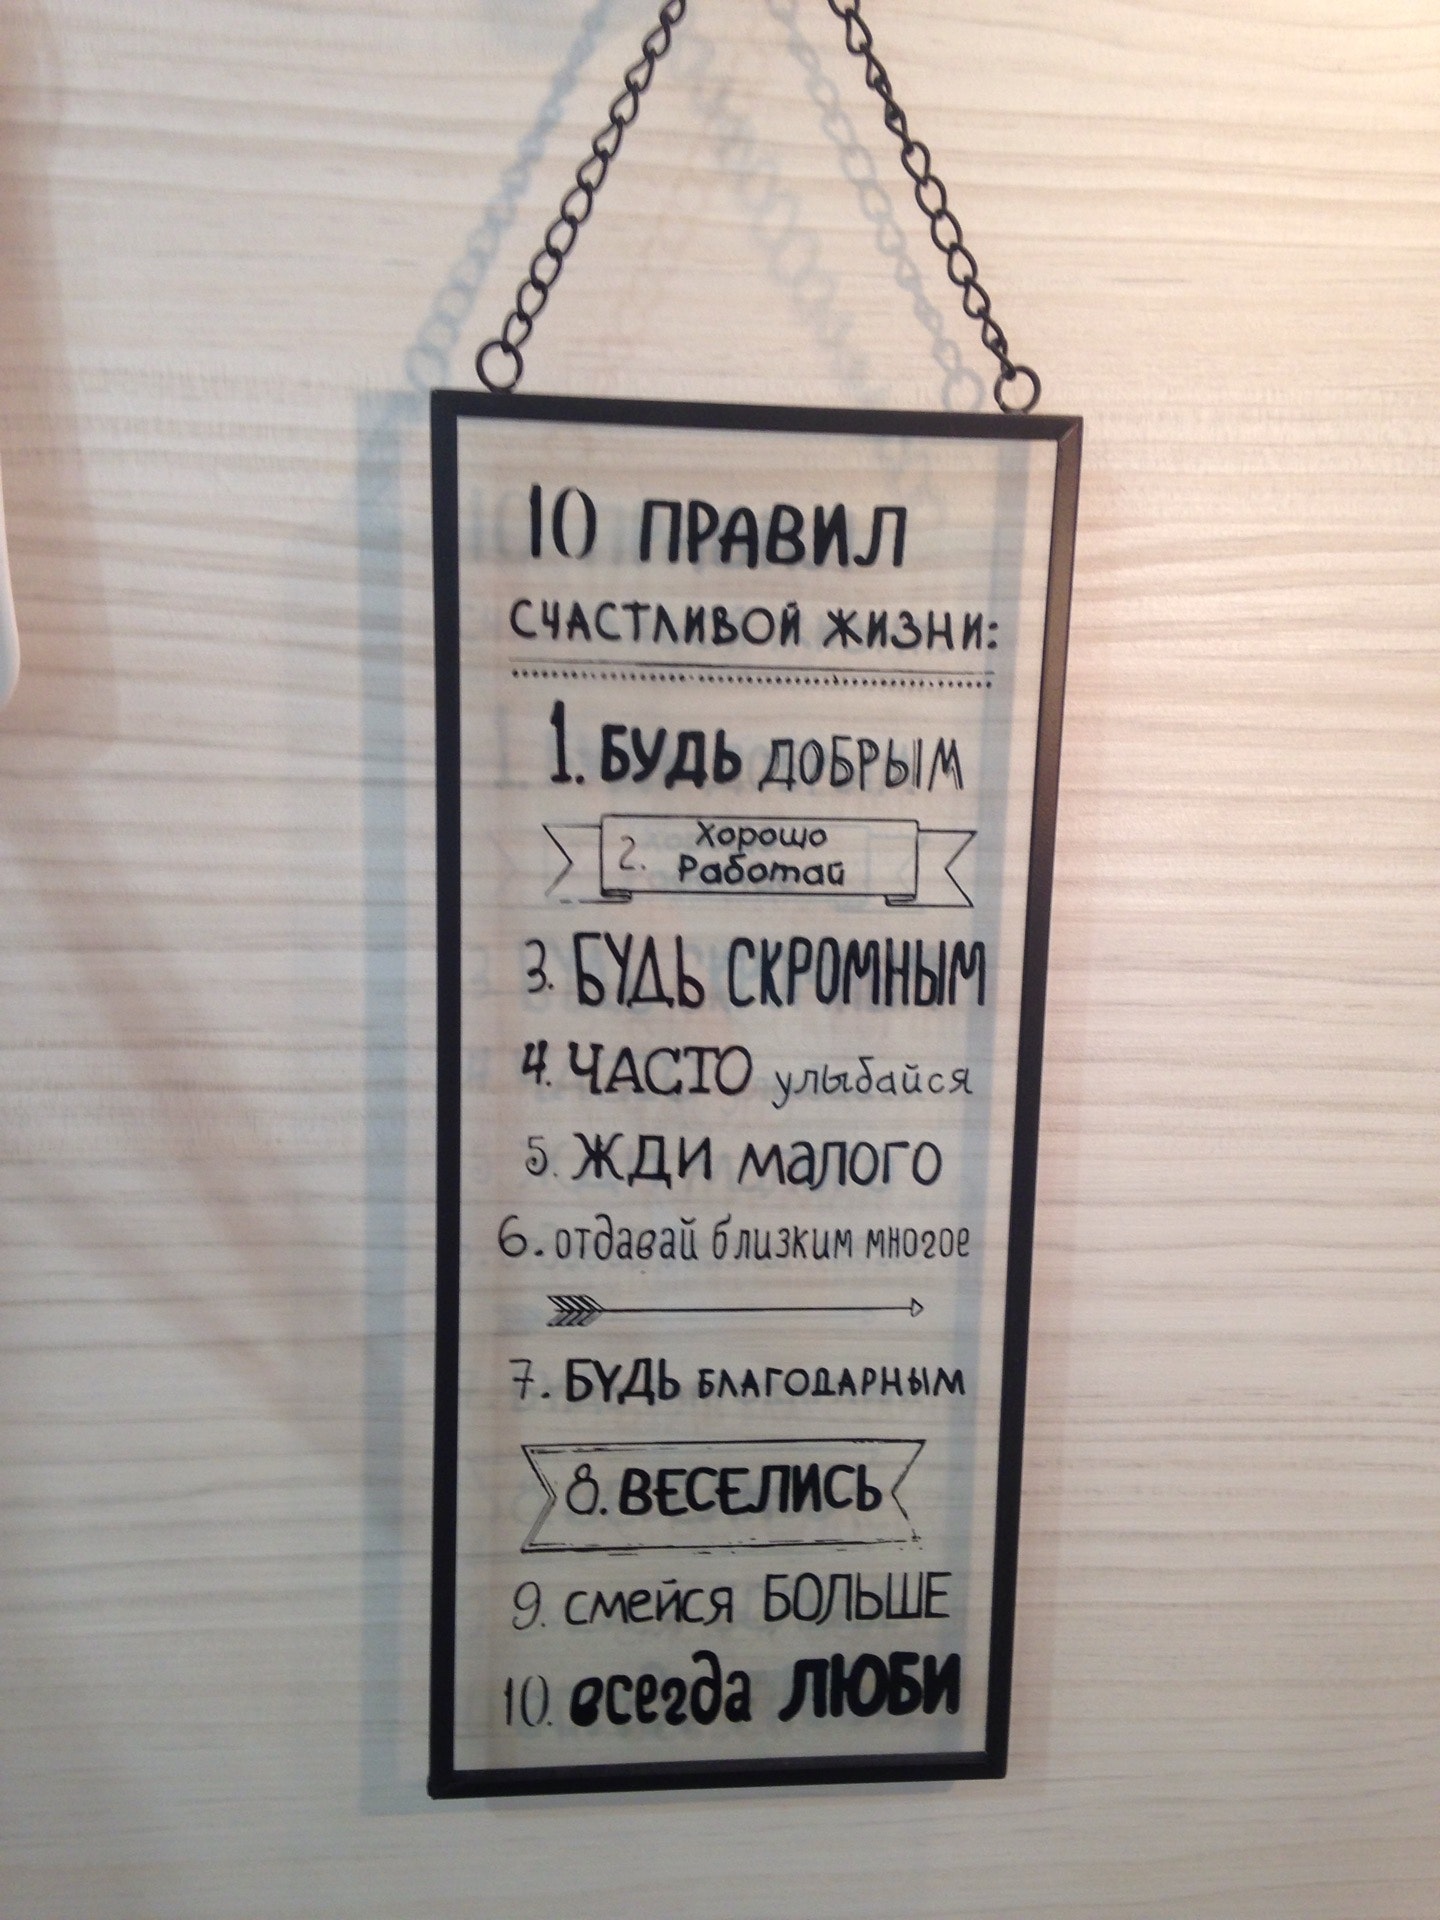 10 ПРАВИЛ
СЧАСТЛИВОЙ ЖИЗНИ:
1. БУДЬ ДОБРЫМ
2. Хорошо
Работай
3. БУДЬ СКРОМНЫМ
4. ЧАСТО улыбайся
5. ЖДИ малого
6. отдавай близким многое
7. БУДЬ БЛАГОДАРНЫМ
8. ВЕСЕЛИСЬ
9. смейся БОЛЬШЕ
10. всегда ЛЮБИ